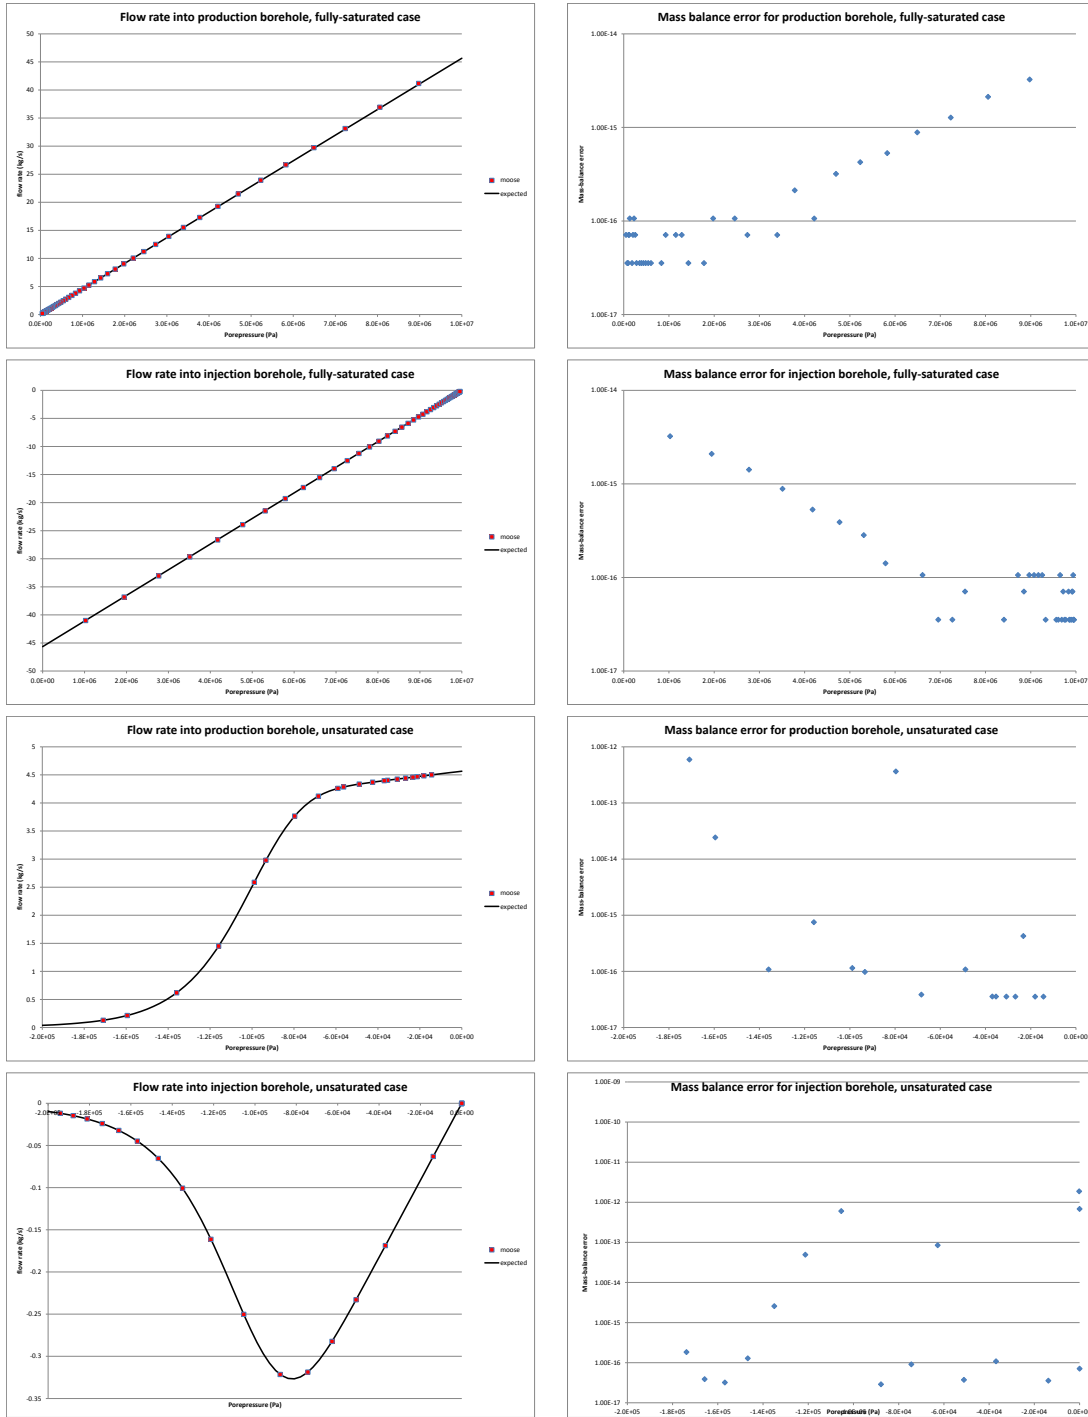 Flow rate into production borehole, fully-saturated case
50
45
40
35
30
25
20
15
10
5
0
flow rate (kg/s)
moose
expected
0.0E+00 1.0E+06 2.0E+06 3.0E+06 4.0E+06 5.0E+06 6.0E+06 7.0E+06 8.0E+06 9.0E+06 1.0E+07
Porepressure (Pa)
Mass balance error for production borehole, fully-saturated case
1.00E-14
1.00E-15
1.00E-16
1.00E-17
Mass-balance error
0.0E+00 1.0E+06 2.0E+06 3.0E+06 4.0E+06 5.0E+06 6.0E+06 7.0E+06 8.0E+06 9.0E+06 1.0E+07
Porepressure (Pa)
Flow rate into injection borehole, fully-saturated case
0
-5
-10
-15
-20
-25
-30
-35
-40
-45
-50
flow rate (kg/s)
moose
expected
0.0E+00 1.0E+06 2.0E+06 3.0E+06 4.0E+06 5.0E+06 6.0E+06 7.0E+06 8.0E+06 9.0E+06 1.0E+07
Porepressure (Pa)
Mass balance error for injection borehole, fully-saturated case
1.00E-14
1.00E-15
1.00E-16
1.00E-17
Mass-balance error
0.0E+00 1.0E+06 2.0E+06 3.0E+06 4.0E+06 5.0E+06 6.0E+06 7.0E+06 8.0E+06 9.0E+06 1.0E+07
Porepressure (Pa)
Flow rate into production borehole, unsaturated case
5
4.5
4
3.5
3
2.5
2
1.5
1
0.5
0
flow rate (kg/s)
moose
expected
-2.0E+05 -1.8E+05 -1.6E+05 -1.4E+05 -1.2E+05 -1.0E+05 -8.0E+04 -6.0E+04 -4.0E+04 -2.0E+04 0.0E+00
Porepressure (Pa)
Mass balance error for production borehole, unsaturated case
1.00E-12
1.00E-13
1.00E-14
1.00E-15
1.00E-16
1.00E-17
Mass-balance error
-2.0E+05 -1.8E+05 -1.6E+05 -1.4E+05 -1.2E+05 -1.0E+05 -8.0E+04 -6.0E+04 -4.0E+04 -2.0E+04 0.0E+00
Porepressure (Pa)
Flow rate into injection borehole, unsaturated case
0
-2.0E+05 -1.8E+05 -1.6E+05 -1.4E+05 -1.2E+05 -1.0E+05 -8.0E+04 -6.0E+04 -4.0E+04 -2.0E+04 0.0E+00
-0.05
-0.1
-0.15
-0.2
-0.25
-0.3
-0.35
flow rate (kg/s)
moose
expected
Porepressure (Pa)
Mass balance error for injection borehole, unsaturated case
1.00E-09
1.00E-10
1.00E-11
1.00E-12
1.00E-13
1.00E-14
1.00E-15
1.00E-16
1.00E-17
Mass-balance error
-2.0E+05 -1.8E+05 -1.6E+05 -1.4E+05 -1.2E+05 -1.0E+05 -8.0E+04 -6.0E+04 -4.0E+04 -2.0E+04 0.0E+00
Porepressure (Pa)